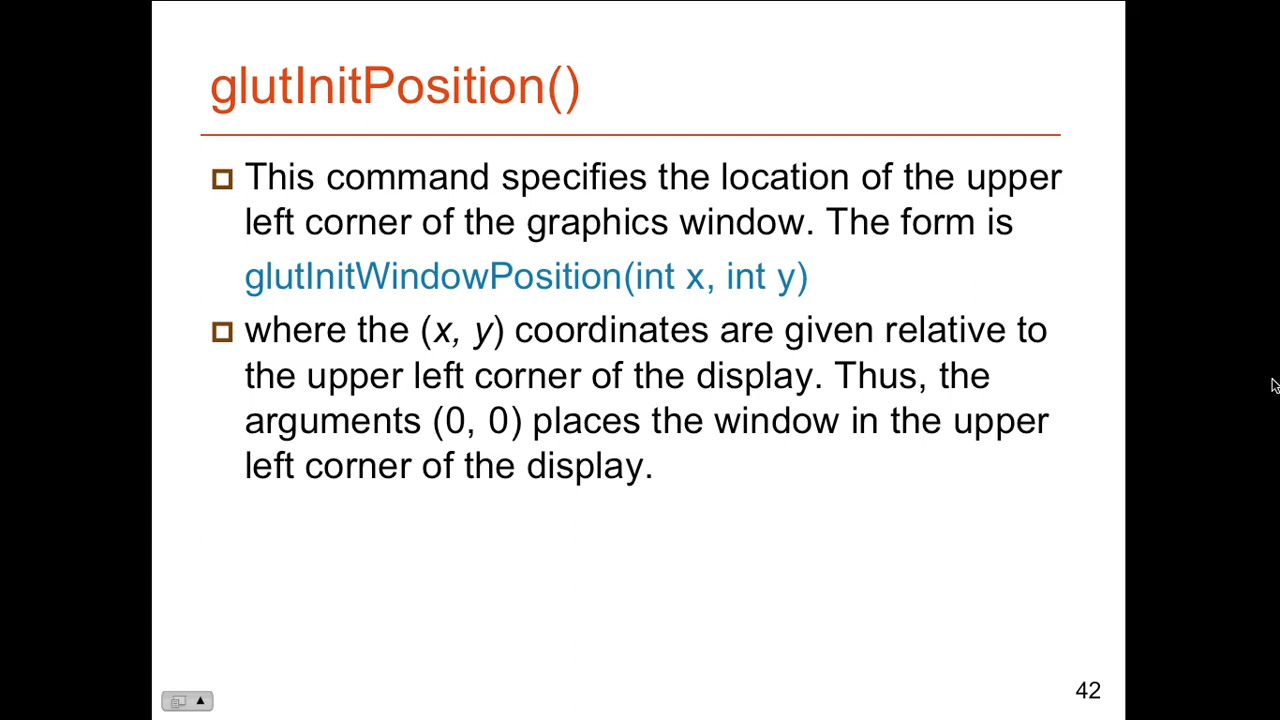 glutInitPosition()
This command specifies the location of the upper
left corner of the graphics window. The form is
glutInitWindowPosition(int x, int y)
where the (x, y) coordinates are given relative to
the upper left corner of the display. Thus, the
arguments (0, 0) places the window in the upper
left corner of the display.
42